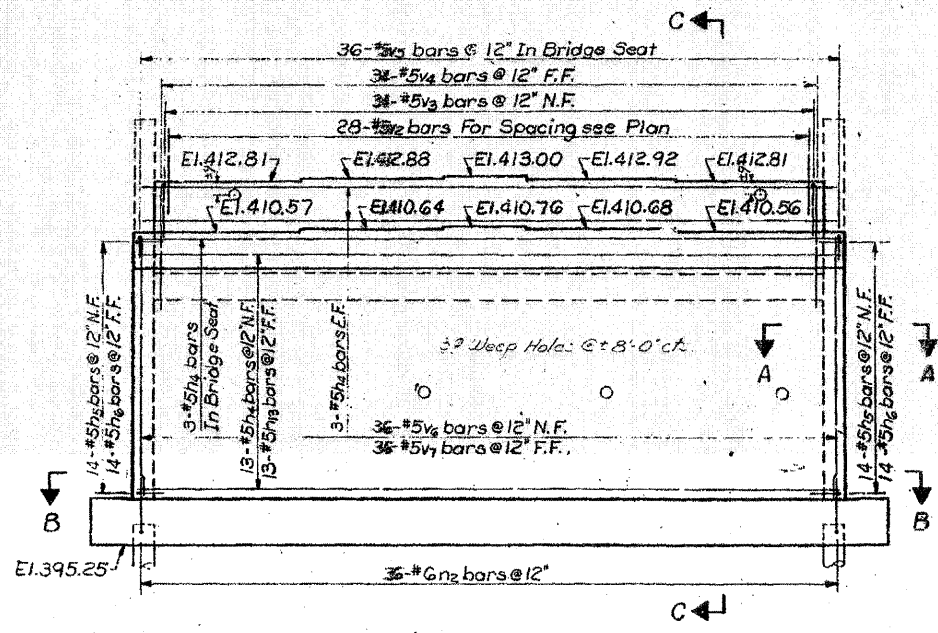 C
36-#5v5 bars @ 12" In Bridge Seat
34-#5v4 bars @ 12" F.F.
34-#5v3 bars @ 12" N.F.
28-#5v2 bars For Spacing see Plan
El.412.81
El.412.88
El.413.00
El.412.92
El.412.81
El.410.57
El.410.64
El.410.76
El.410.68
El.410.56
14-#5h5 bars @ 12" N.F.
14-#5h6 bars @ 12" F.F.
3-#5h4 bars
In Bridge Seat
13-#5h4 bars @ 12" N.F.
13-#5h13 bars @ 12" F.F.
3-#5h4 bars E.F.
3"φ Weep Holes @ ± 8'-0" ct.
A
A
36-#5v6 bars @ 12" N.F.
36-#5v7 bars @ 12" F.F.
14-#5h5 bars @ 12" N.F.
14-#5h6 bars @ 12" F.F.
B
B
El.395.25
36-#6n2 bars @ 12"
C